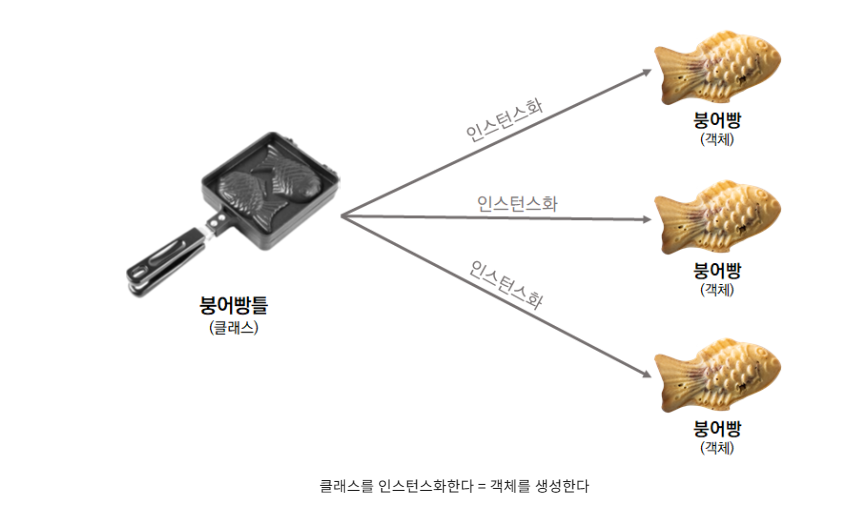 인스턴스화
붕어빵
(객체)
인스턴스화
붕어빵
(객체)
붕어빵틀
(클래스)
인스턴스화
붕어빵
(객체)
클래스를 인스턴스화한다 = 객체를 생성한다